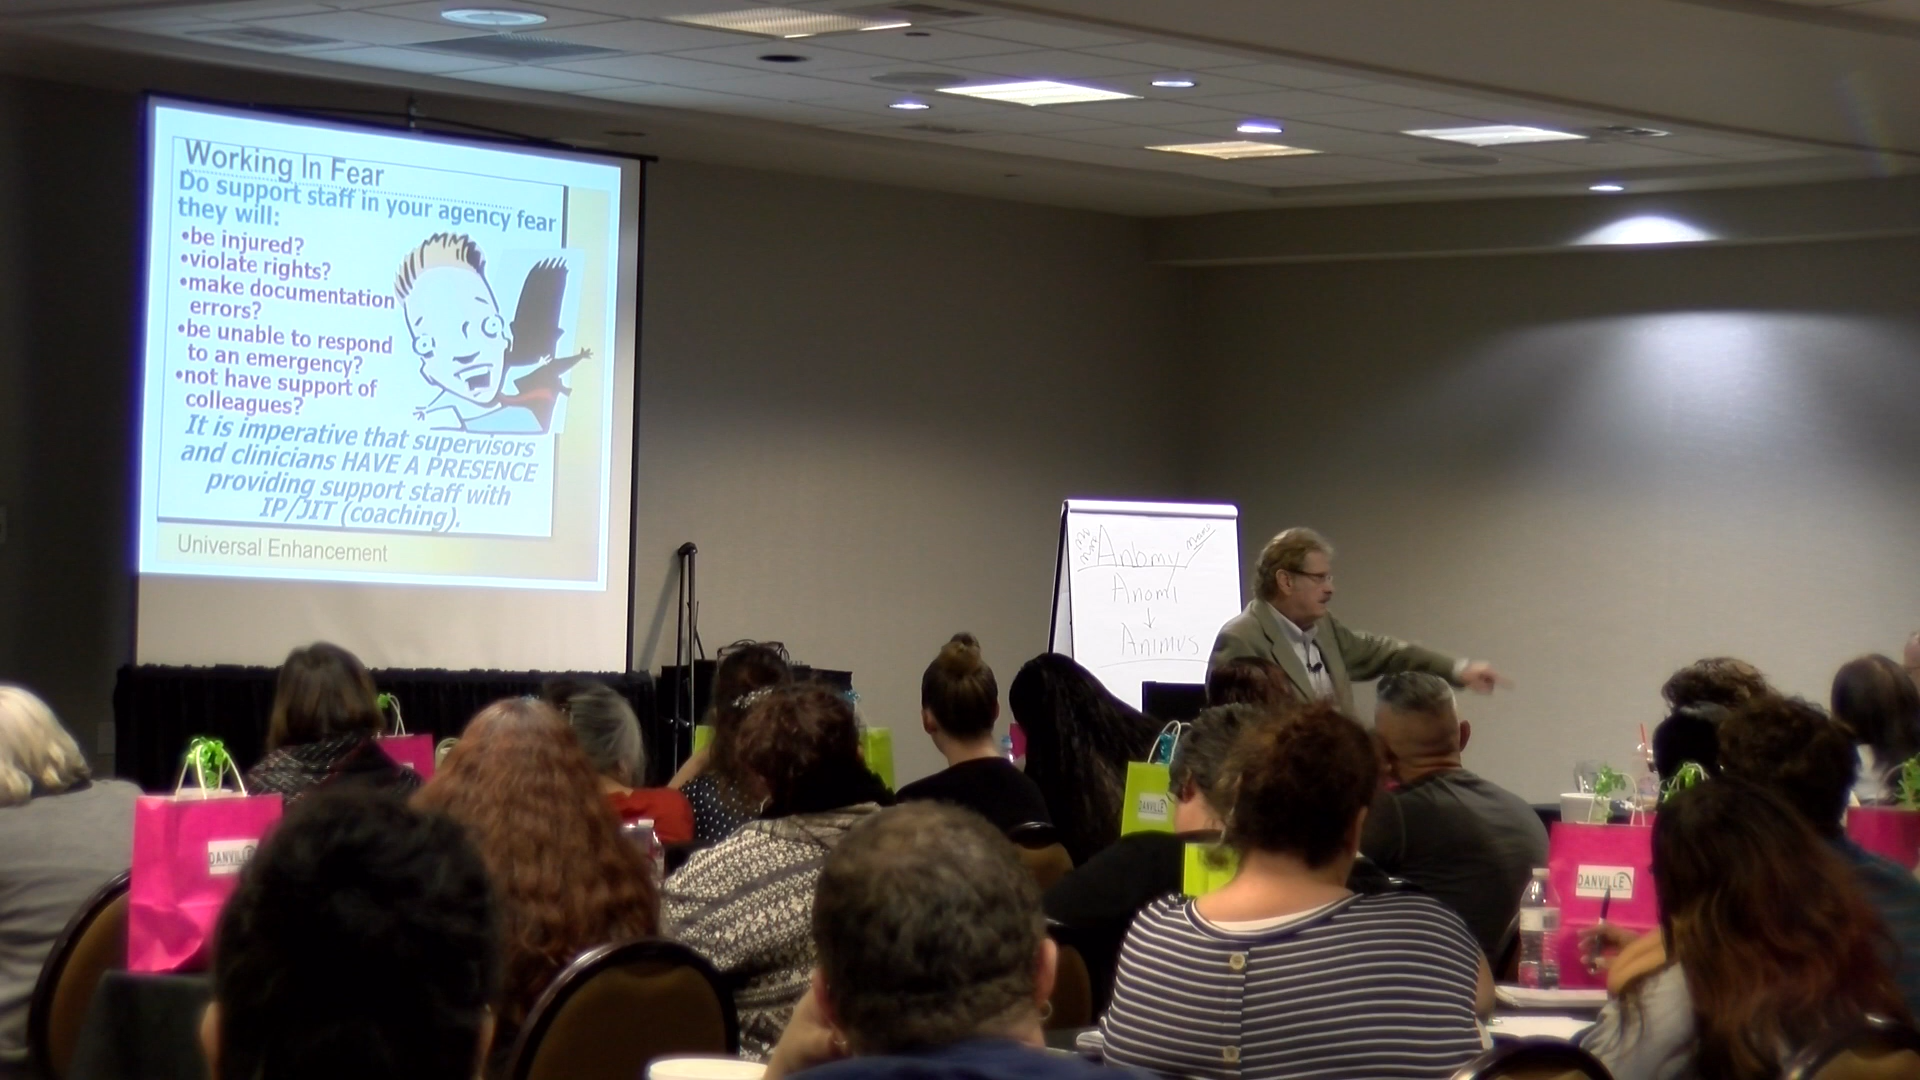 Working In Fear
Do support staff in your agency fear
they will:
•be injured?
•violate rights?
•make documentation
errors?
•be unable to respond
to an emergency?
•not have support of
colleagues?
It is imperative that supervisors
and clinicians HAVE A PRESENCE
providing support staff with
IP/JIT (coaching).
Universal Enhancement
Animus
DANVILLE
DANVILLE
DANVILLE